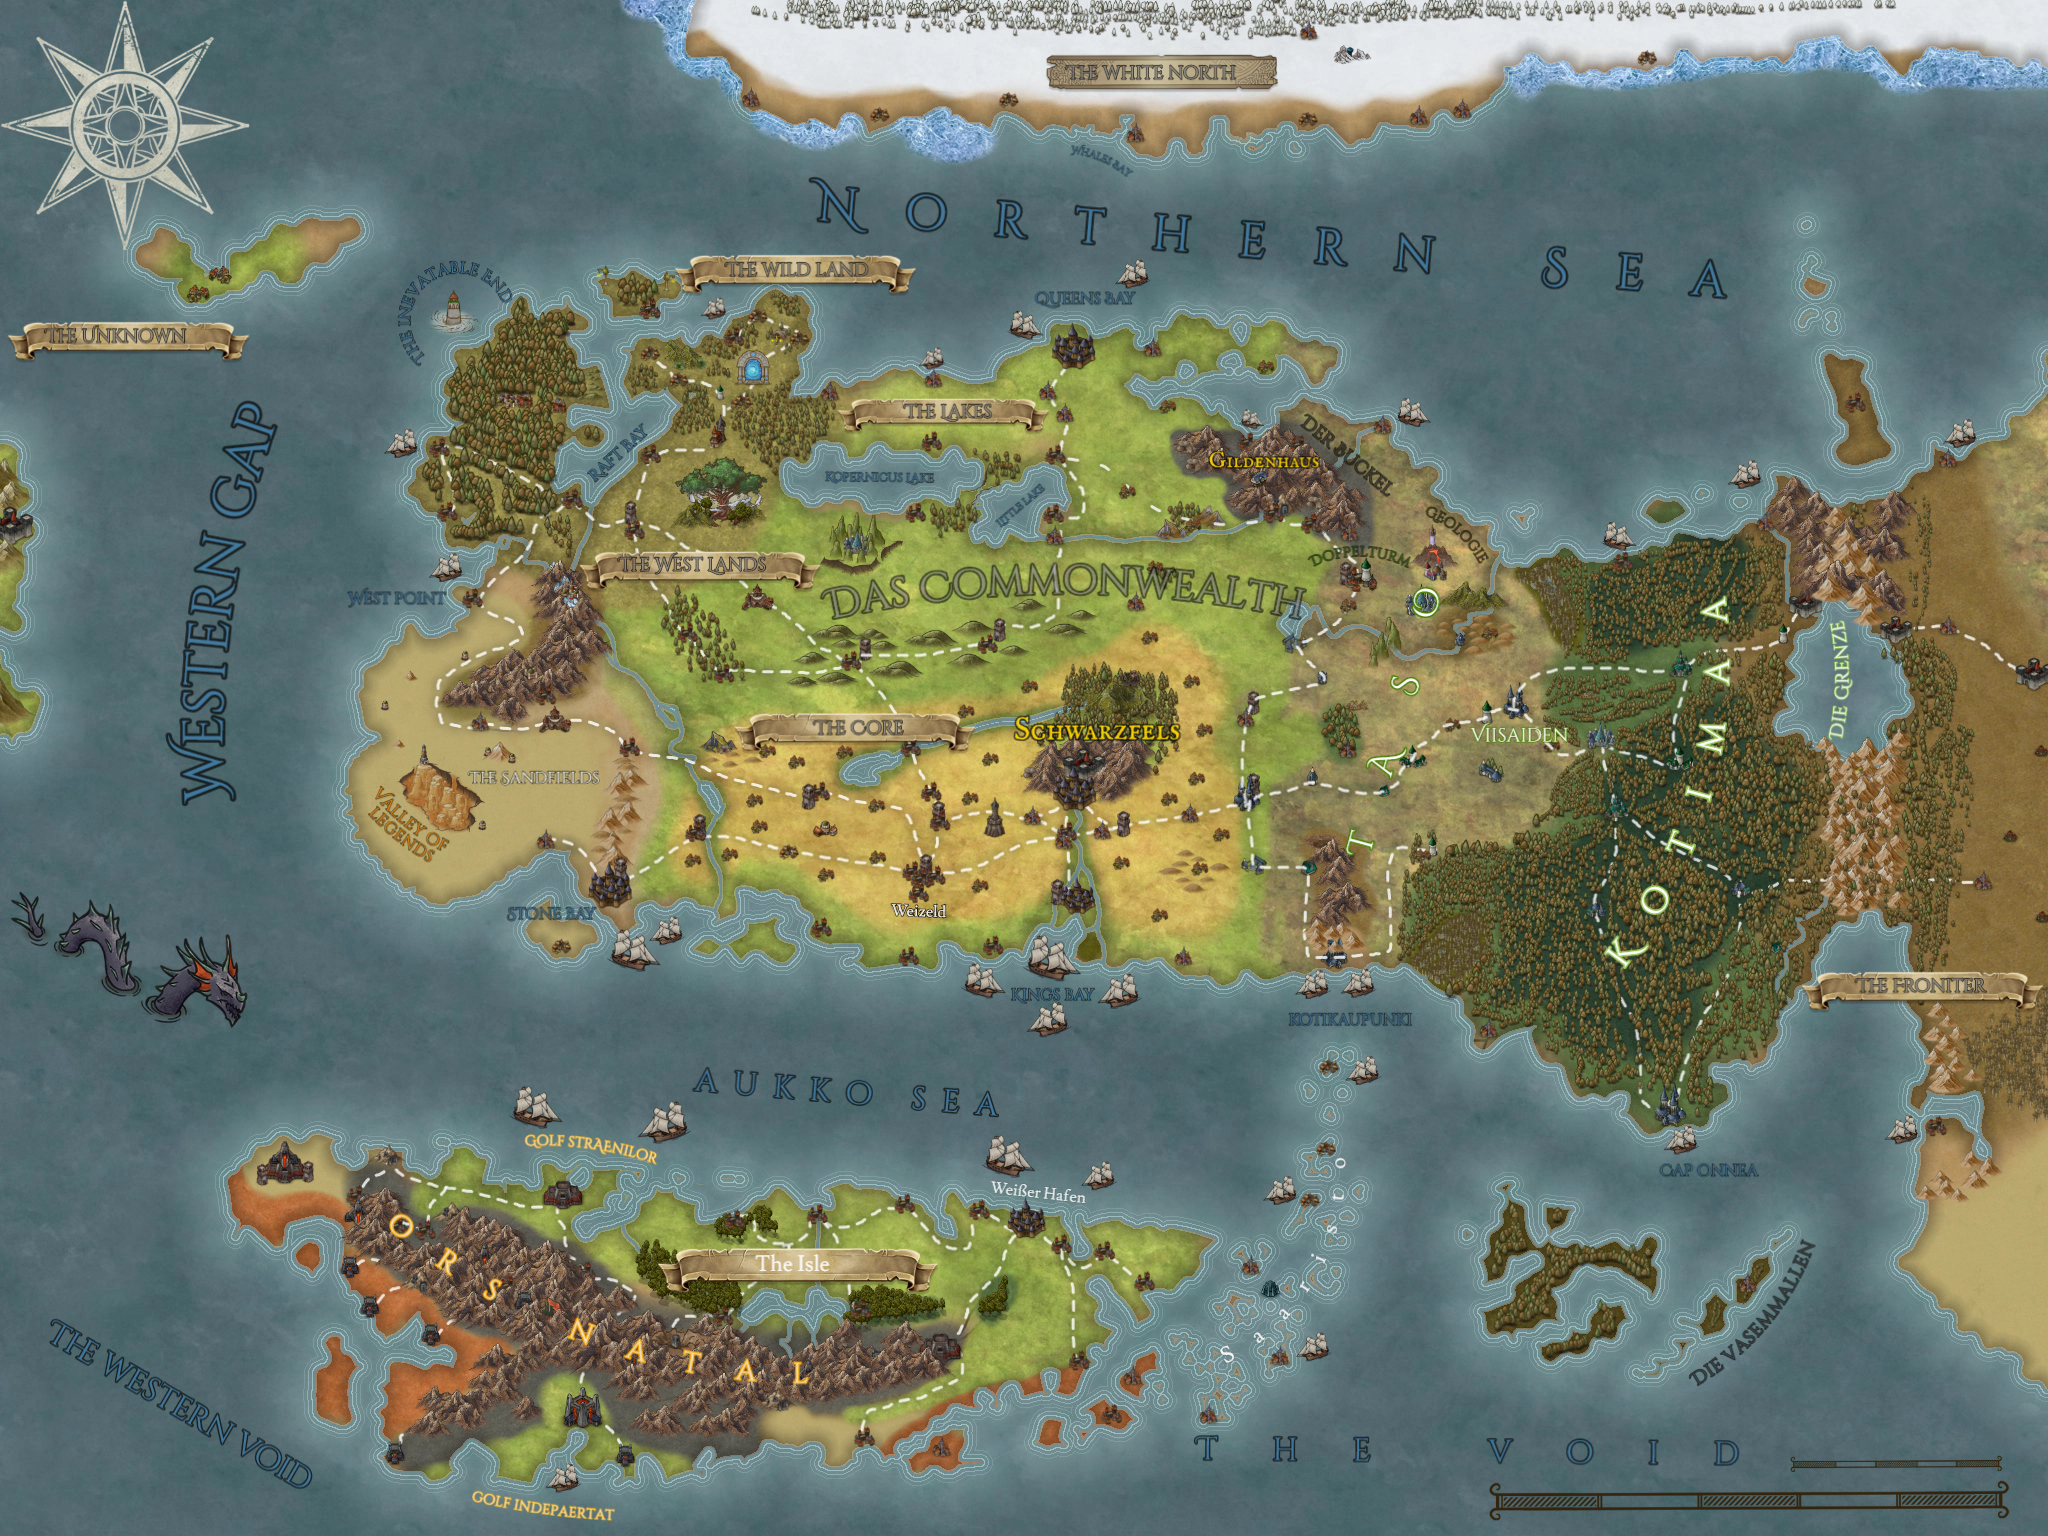 THE WHITE NORTH
WHALES BAY
NORTHERN SEA
THE INEVATABLE END
THE WILD LAND
QUEENS BAY
THE UNKNOWN
WESTERN GAP
RAFT BAY
THE LAKES
KOPERNICUS LAKE
LITTLE LAKE
GILDENHAUS
DER BUCKEL
GEOLOGIE
DOPPELTURM
WEST POINT
THE WEST LANDS
DAS COMMONWEALTH
TASO
KOTIMAA
DIE GRENZE
THE CORE
SCHWARZFELS
VIISAIDEN
THE SANDFIELDS
VALLEY OF
LEGENDS
STONE BAY
Weizeld
KINGS BAY
KOTIKAUPUNKI
THE FRONITER
AUKKO SEA
GOLF STRAENILOR
Weißer Hafen
CAP ONNEA
The Isle
ORSNATAL
Saaristo
DIE VASEMMALLEN
THE WESTERN VOID
THE VOID
GOLF INDEPAERTAT